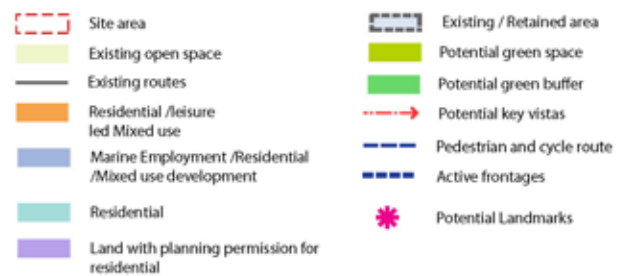 Site area
Existing open space
Existing routes
Residential /leisure
led Mixed use
Marine Employment /Residential
/Mixed use development
Residential
Land with planning permission for
residential
Existing / Retained area
Potential green space
Potential green buffer
Potential key vistas
Pedestrian and cycle route
Active frontages
Potential Landmarks